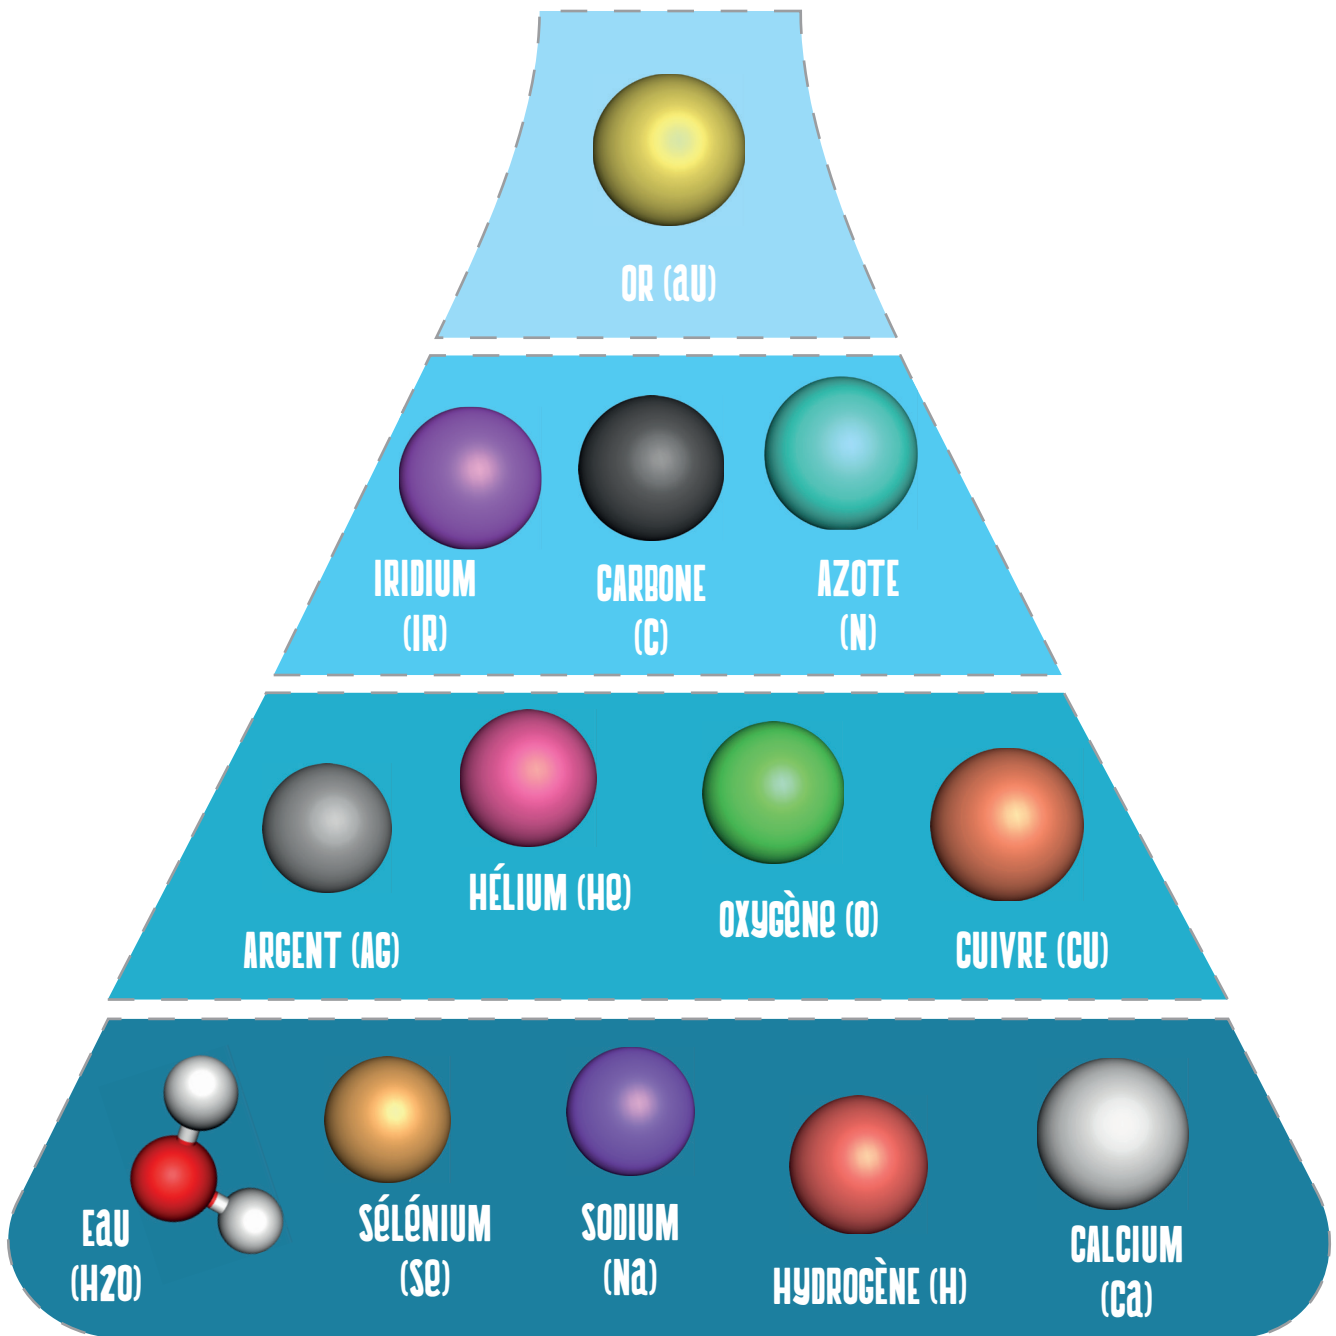 OR (aU)
IRIDIUM
(IR)
CARBONE
(C)
AZOTE
(N)
ARGENT (AG)
HÉLIUM (He)
OXYGÈNe (O)
CUIVRE (CU)
EaU
(H2O)
SéLéNIUM
(Se)
SODIUM
(Na)
HYDROGÈNE (H)
CALCIUM
(Ca)